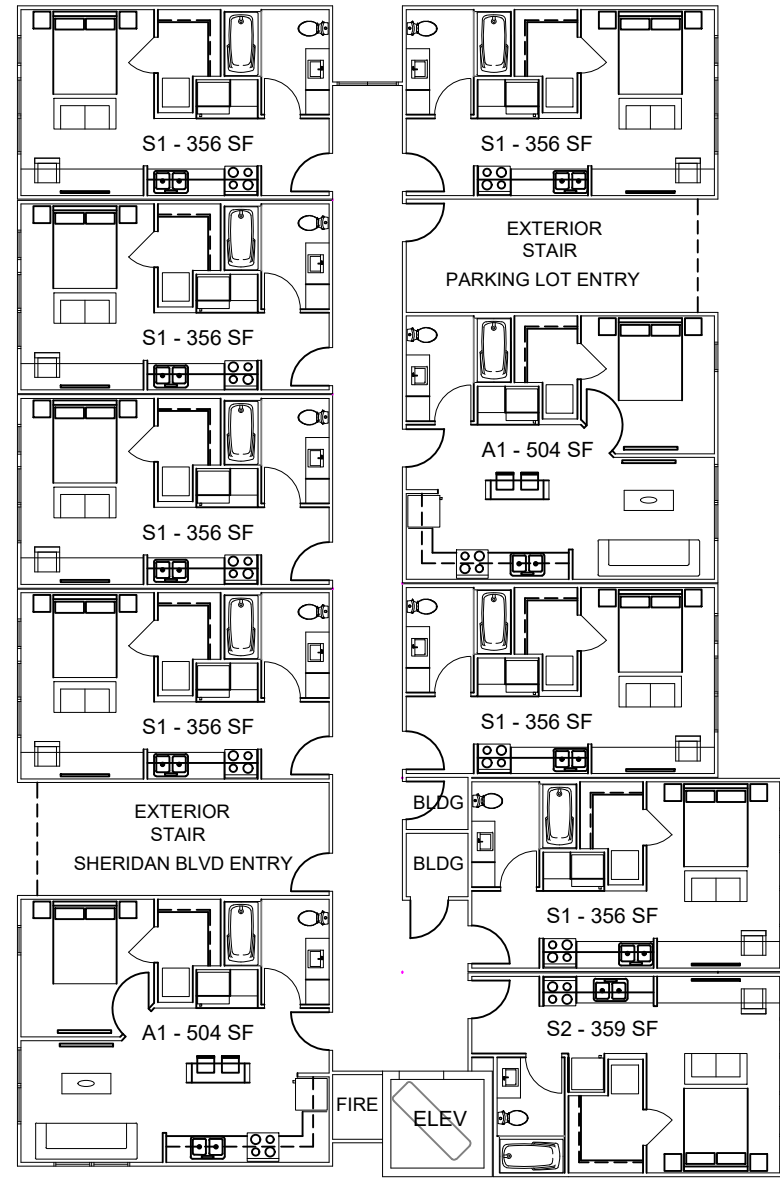 S1 - 356 SF
S1 - 356 SF
EXTERIOR
STAIR
PARKING LOT ENTRY
S1 - 356 SF
A1 - 504 SF
S1 - 356 SF
S1 - 356 SF
S1 - 356 SF
BLDG
EXTERIOR
STAIR
SHERIDAN BLVD ENTRY
BLDG
S1 - 356 SF
A1 - 504 SF
S2 - 359 SF
FIRE
ELEV